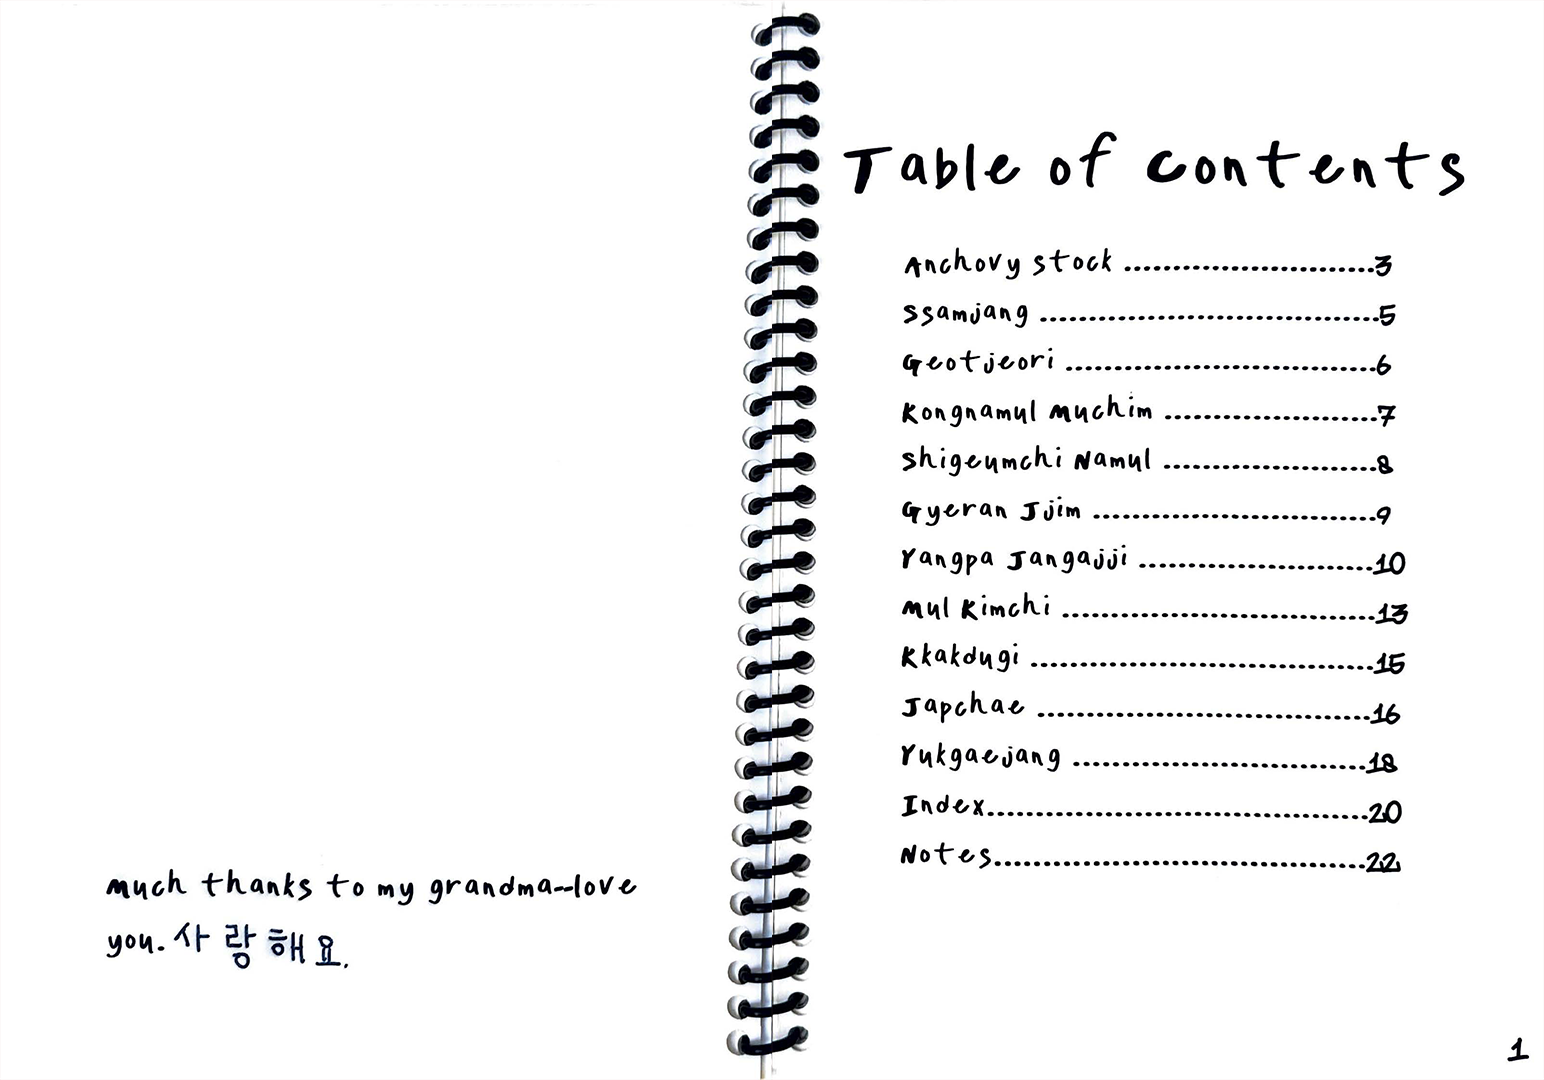 much thanks to my grandma--love
you. 사랑해요.
Table of contents
Anchovy stock ................................3
Ssamjang ................................5
Geotjeori ................................6
Kongnamul Muchim ................................7
Shigeumchi Namul ................................8
Gyeran Jjim ................................9
Yangpa Jangajji ................................10
Mul Kimchi ................................13
Kkakdugi ................................15
Japchae ................................16
Yukgaejang ................................18
Index................................20
Notes................................22
1